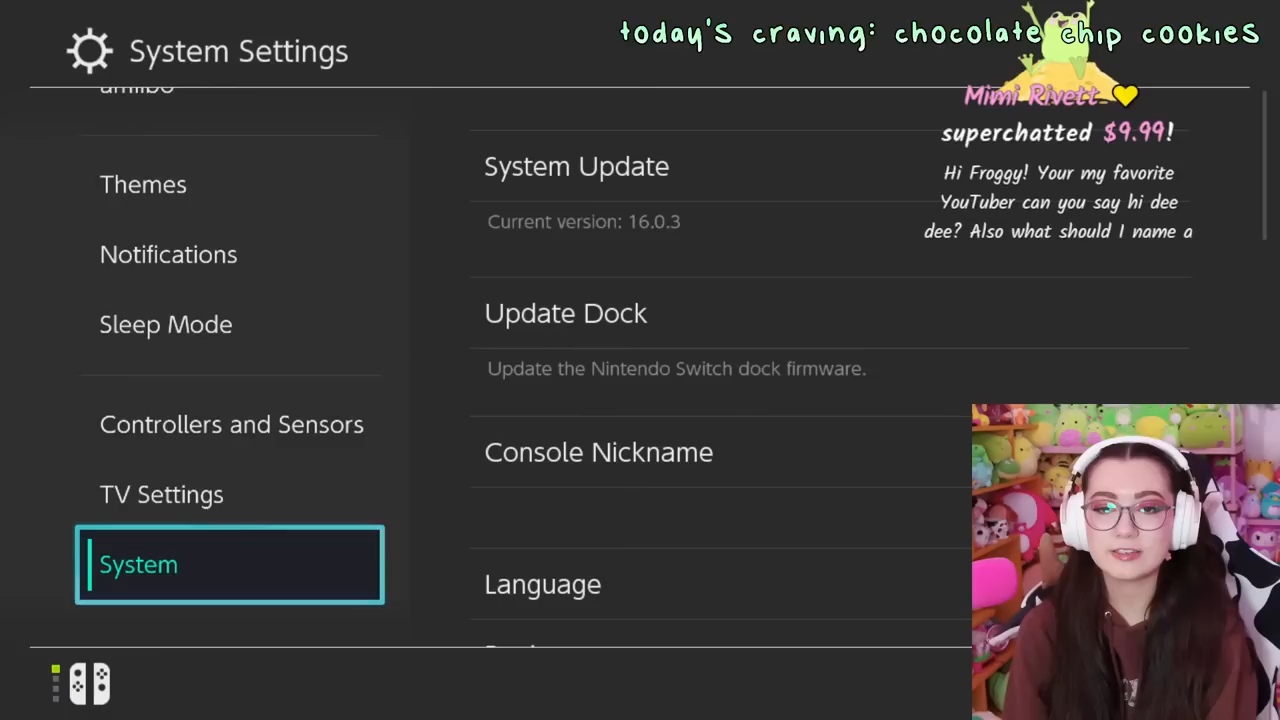 System Settings
today's craving: chocolate chip cookies
amiibo
Themes
Notifications
Sleep Mode
Controllers and Sensors
TV Settings
System
System Update
Current version: 16.0.3
Update Dock
Update the Nintendo Switch dock firmware.
Console Nickname
Language
Mimi Rivett
superchatted $9.99!
Hi Froggy! Your my favorite
YouTuber can you say hi dee
dee? Also what should I name a